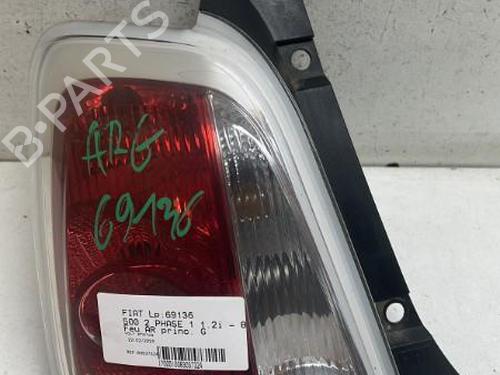 B-PARTS
ARG
69136
FIAT Lp.69136
500 2 PHASE 1 1.2i - 8
Feu AR princ. G